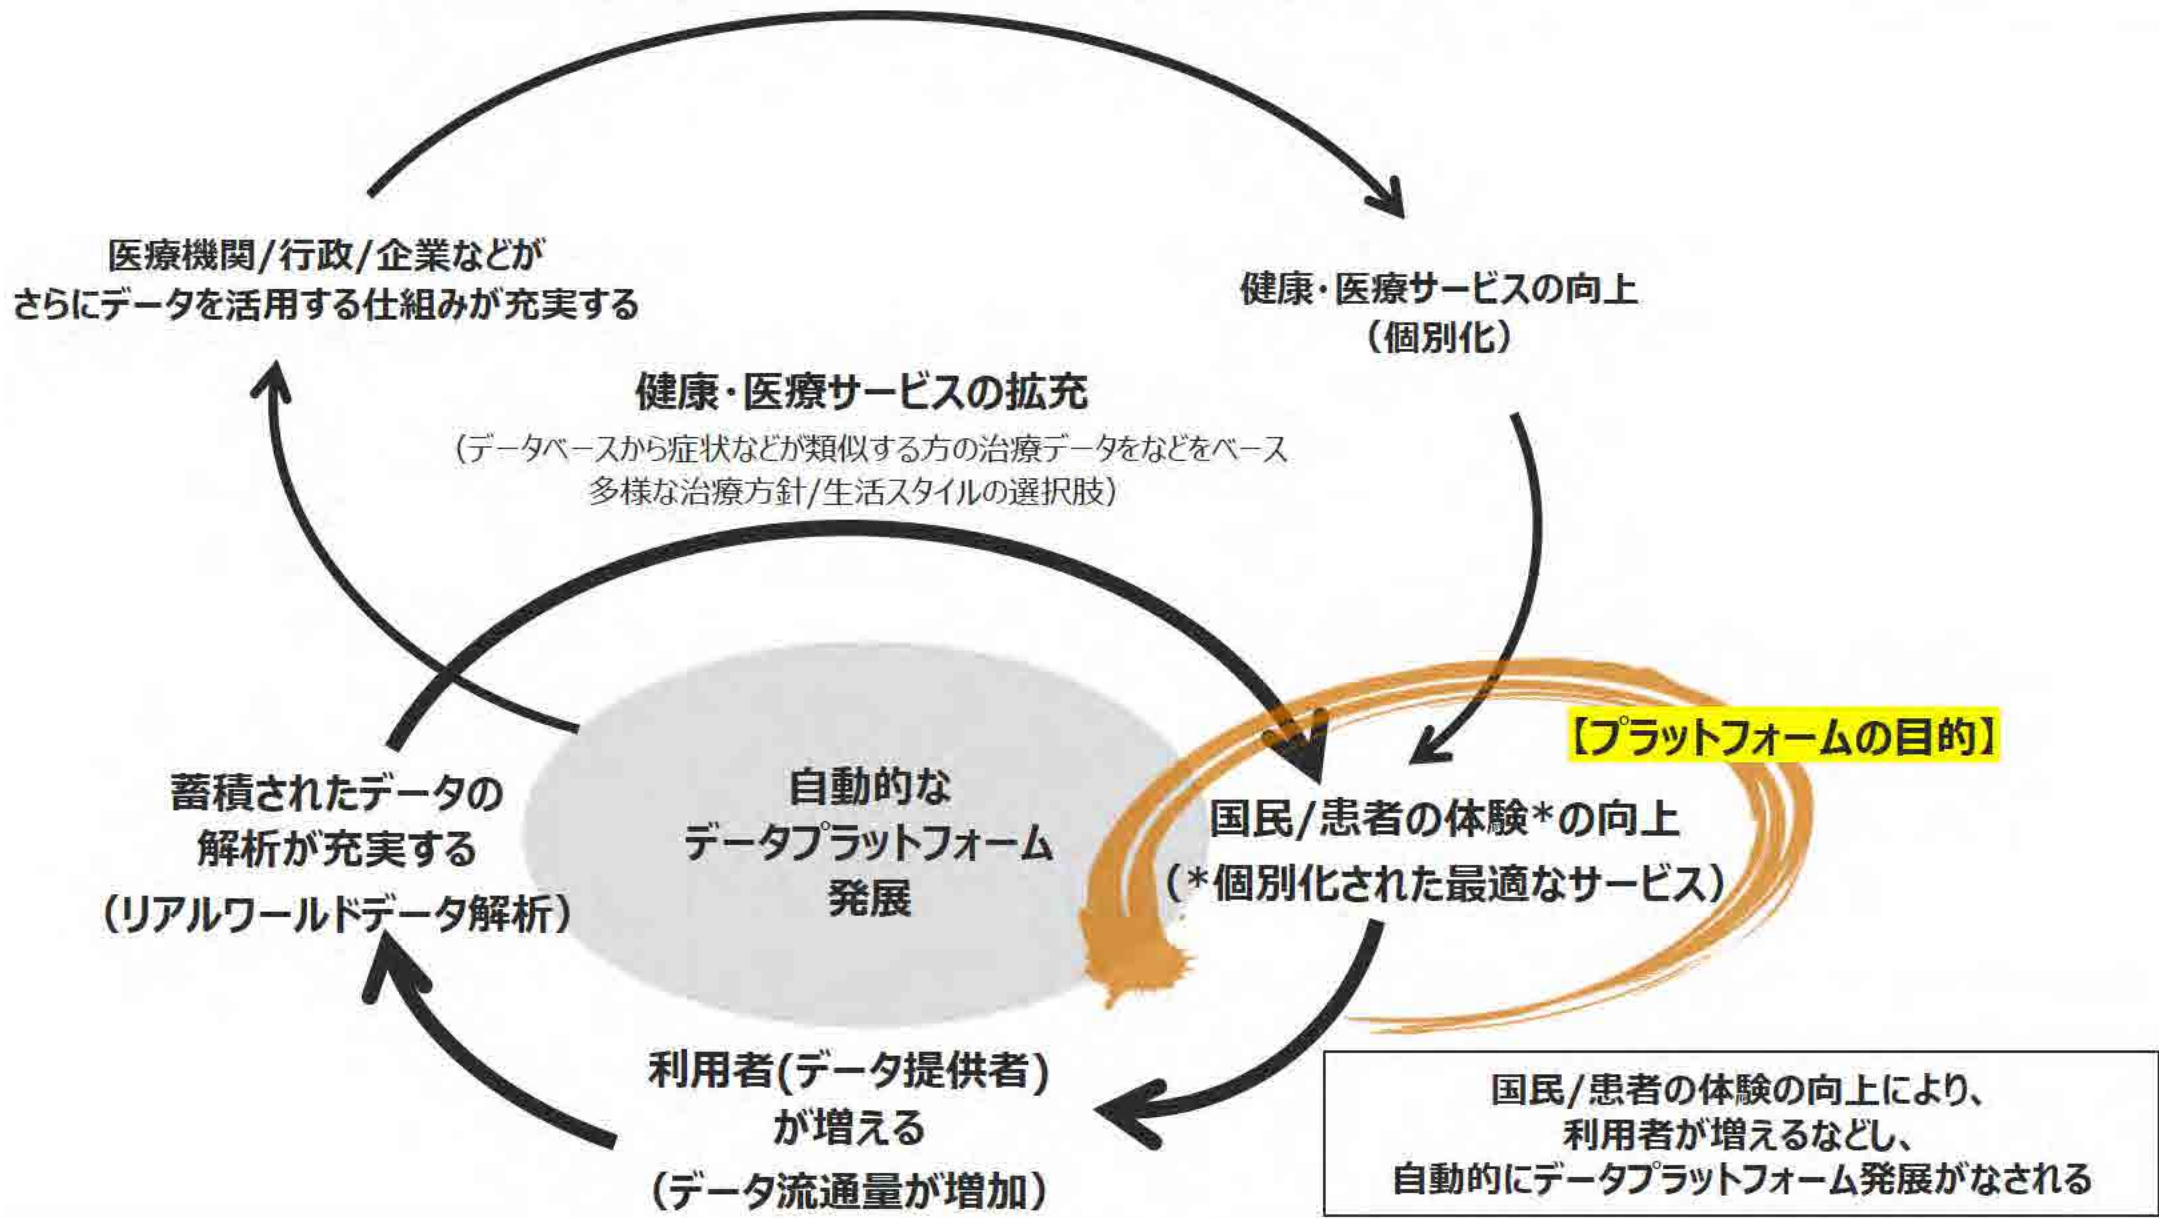 医療機関/行政/企業などが
さらにデータを活用する仕組みが充実する
健康・医療サービスの向上
（個別化）
健康・医療サービスの拡充
（データベースから症状などが類似する方の治療データをなどをベース
多様な治療方針/生活スタイルの選択肢）
【プラットフォームの目的】
蓄積されたデータの
解析が充実する
（リアルワールドデータ解析）
自動的な
データプラットフォーム
発展
国民/患者の体験*の向上
（*個別化された最適なサービス）
利用者(データ提供者)
が増える
（データ流通量が増加）
国民/患者の体験の向上により、
利用者が増えるなどし、
自動的にデータプラットフォーム発展がなされる